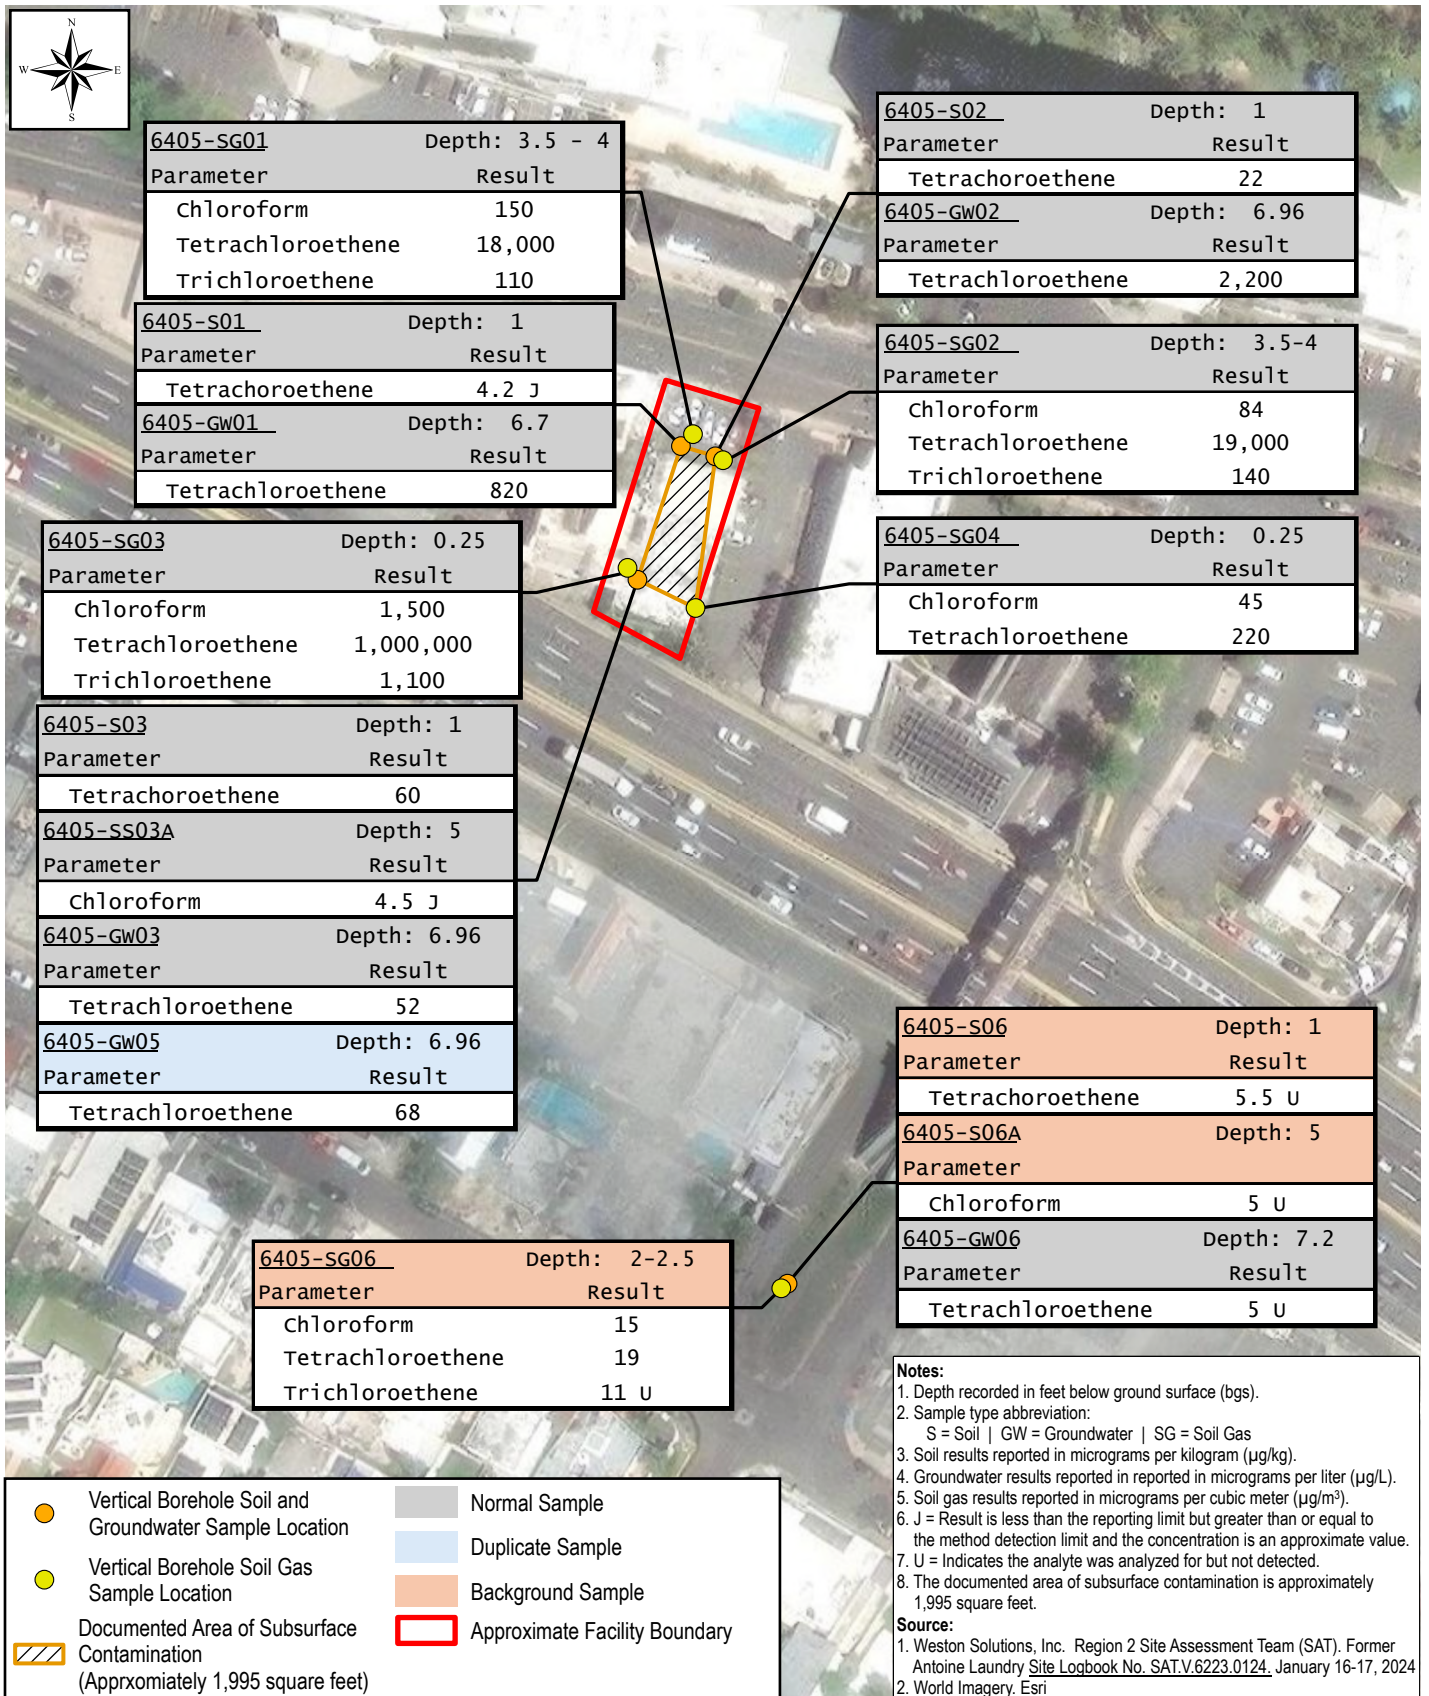 N
W E
S
6405-SG01 Depth: 3.5 - 4
Parameter Result
Chloroform 150
Tetrachloroethene 18,000
Trichloroethene 110
6405-S01 Depth: 1
Parameter Result
Tetrachoroethene 4.2 J
6405-GW01 Depth: 6.7
Parameter Result
Tetrachloroethene 820
6405-SG03 Depth: 0.25
Parameter Result
Chloroform 1,500
Tetrachloroethene 1,000,000
Trichloroethene 1,100
6405-S03 Depth: 1
Parameter Result
Tetrachoroethene 60
6405-SS03A Depth: 5
Parameter Result
Chloroform 4.5 J
6405-GW03 Depth: 6.96
Parameter Result
Tetrachloroethene 52
6405-GW05 Depth: 6.96
Parameter Result
Tetrachloroethene 68
6405-S02 Depth: 1
Parameter Result
Tetrachoroethene 22
6405-GW02 Depth: 6.96
Parameter Result
Tetrachloroethene 2,200
6405-SG02 Depth: 3.5-4
Parameter Result
Chloroform 84
Tetrachloroethene 19,000
Trichloroethene 140
6405-SG04 Depth: 0.25
Parameter Result
Chloroform 45
Tetrachloroethene 220
6405-S06 Depth: 1
Parameter Result
Tetrachoroethene 5.5 U
6405-S06A Depth: 5
Parameter
Chloroform 5 U
6405-GW06 Depth: 7.2
Parameter Result
Tetrachloroethene 5 U
6405-SG06 Depth: 2-2.5
Parameter Result
Chloroform 15
Tetrachloroethene 19
Trichloroethene 11 U
Vertical Borehole Soil and
Groundwater Sample Location
Vertical Borehole Soil Gas
Sample Location
Documented Area of Subsurface
Contamination
(Apprxomiately 1,995 square feet)
Normal Sample
Duplicate Sample
Background Sample
Approximate Facility Boundary
Notes:
1. Depth recorded in feet below ground surface (bgs).
2. Sample type abbreviation:
S = Soil | GW = Groundwater | SG = Soil Gas
3. Soil results reported in micrograms per kilogram (µg/kg).
4. Groundwater results reported in reported in micrograms per liter (µg/L).
5. Soil gas results reported in micrograms per cubic meter (µg/m³).
6. J = Result is less than the reporting limit but greater than or equal to
the method detection limit and the concentration is an approximate value.
7. U = Indicates the analyte was analyzed for but not detected.
8. The documented area of subsurface contamination is approximately
1,995 square feet.
Source:
1. Weston Solutions, Inc. Region 2 Site Assessment Team (SAT). Former
Antoine Laundry Site Logbook No. SAT.V.6223.0124. January 16-17, 2024
2. World Imagery. Esri